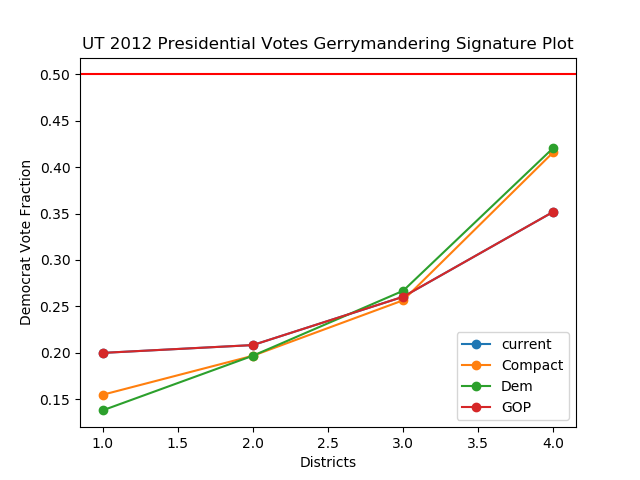 UT 2012 Presidential Votes Gerrymandering Signature Plot
0.50
0.45
0.40
0.35
0.30
0.25
0.20
0.15
Democrat Vote Fraction
current
Compact
Dem
GOP
1.0 1.5 2.0 2.5 3.0 3.5 4.0
Districts